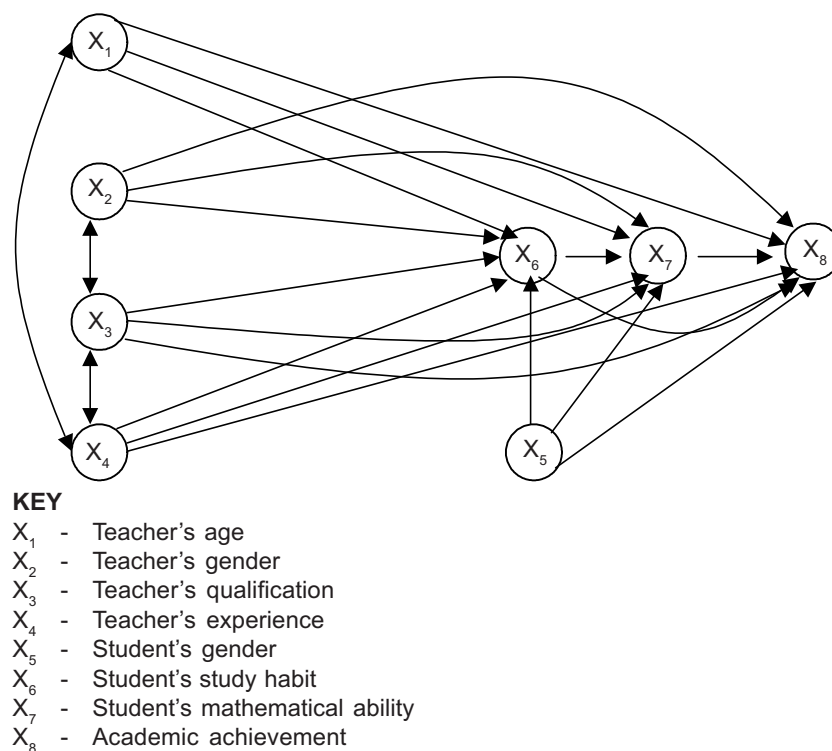 X₁
X₂
X₆
X₇
X₈
X₃
X₄
X₅
KEY
X₁ - Teacher's age
X₂ - Teacher's gender
X₃ - Teacher's qualification
X₄ - Teacher's experience
X₅ - Student's gender
X₆ - Student's study habit
X₇ - Student's mathematical ability
X₈ - Academic achievement